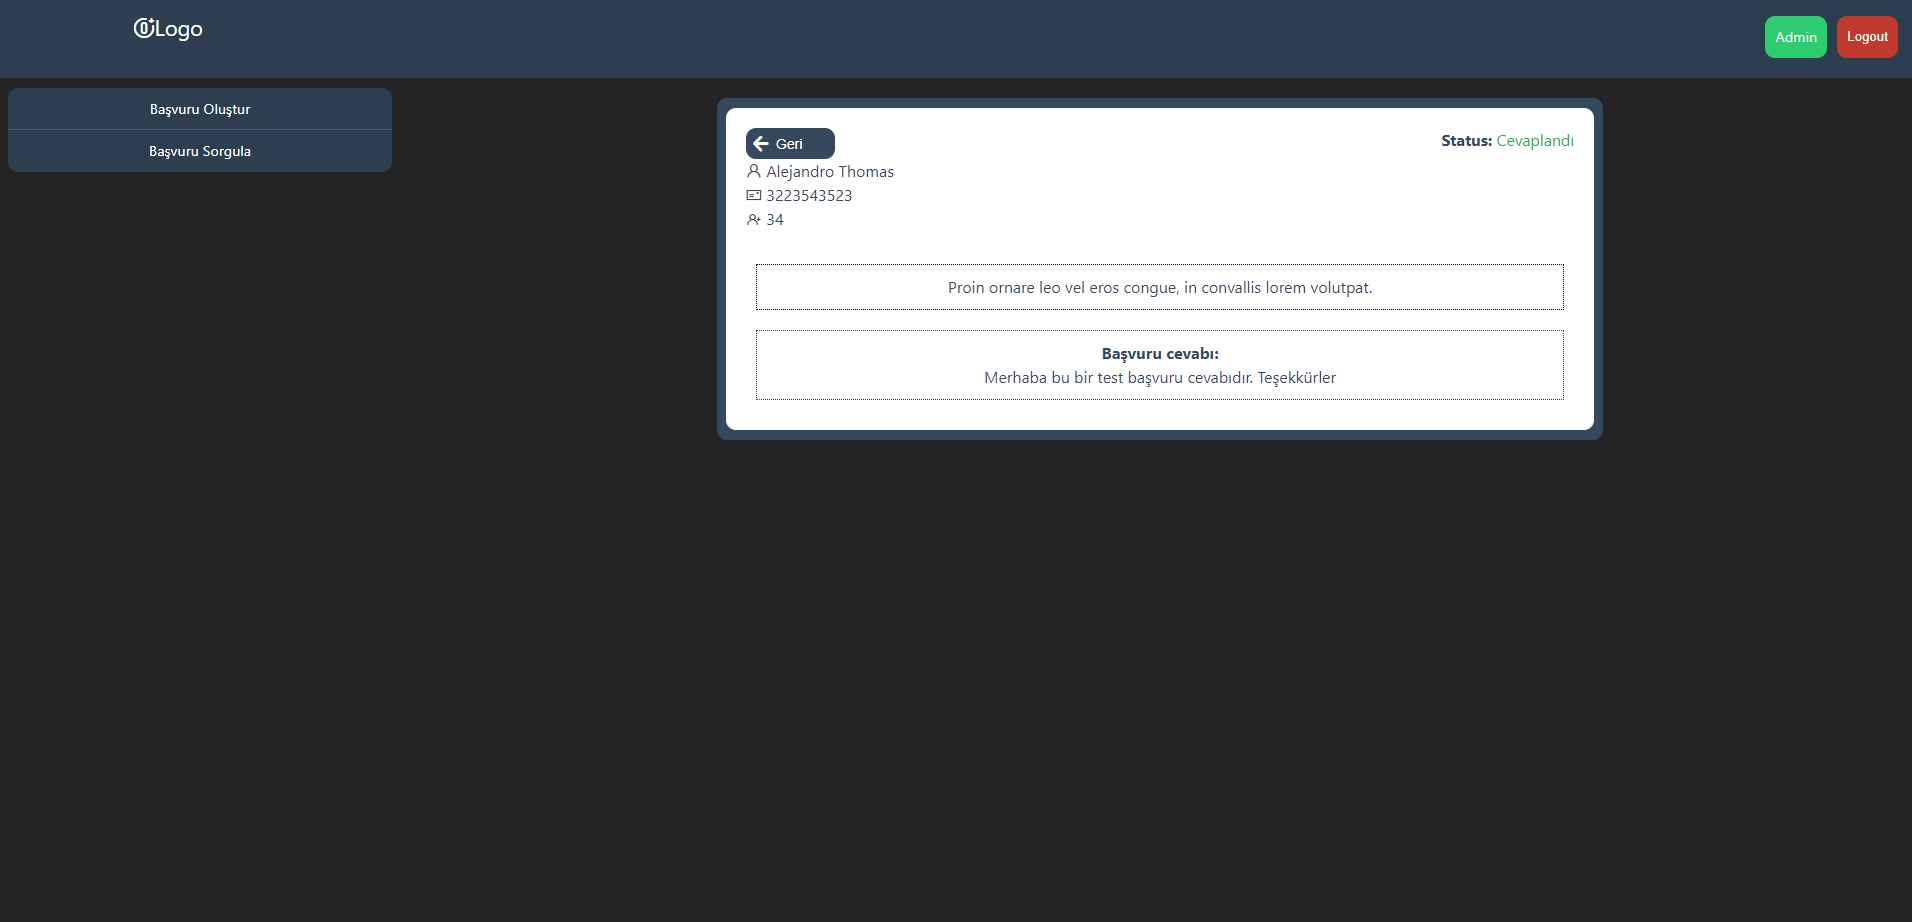 Logo
Admin
Logout
Başvuru Oluştur
Başvuru Sorgula
Geri
Status: Cevaplandı
Alejandro Thomas
3223543523
34
Proin ornare leo vel eros congue, in convallis lorem volutpat.
Başvuru cevabı:
Merhaba bu bir test başvuru cevabıdır. Teşekkürler